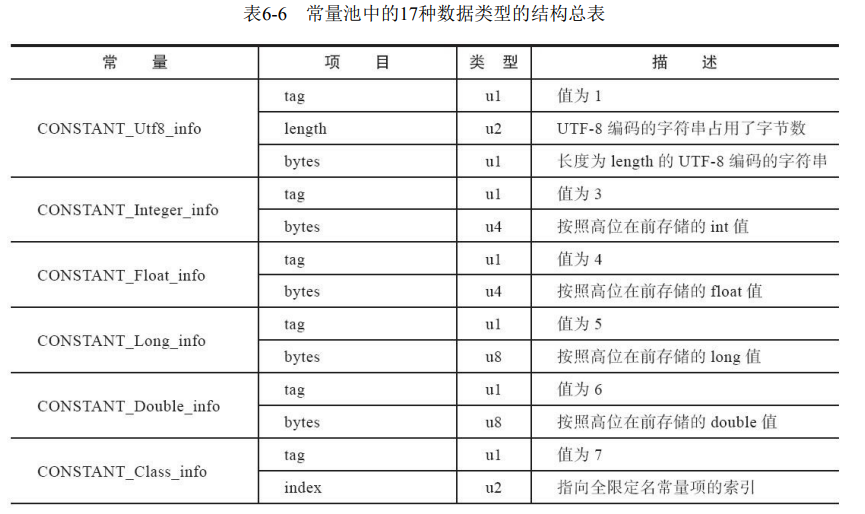 表6-6 常量池中的17种数据类型的结构总表
常 量 项 目 类 型 描 述
CONSTANT_Utf8_info tag u1 值为 1
length u2 UTF-8 编码的字符串占用了字节数
bytes u1 长度为 length 的 UTF-8 编码的字符串
CONSTANT_Integer_info tag u1 值为 3
bytes u4 按照高位在前存储的 int 值
CONSTANT_Float_info tag u1 值为 4
bytes u4 按照高位在前存储的 float 值
CONSTANT_Long_info tag u1 值为 5
bytes u8 按照高位在前存储的 long 值
CONSTANT_Double_info tag u1 值为 6
bytes u8 按照高位在前存储的 double 值
CONSTANT_Class_info tag u1 值为 7
index u2 指向全限定名常量项的索引